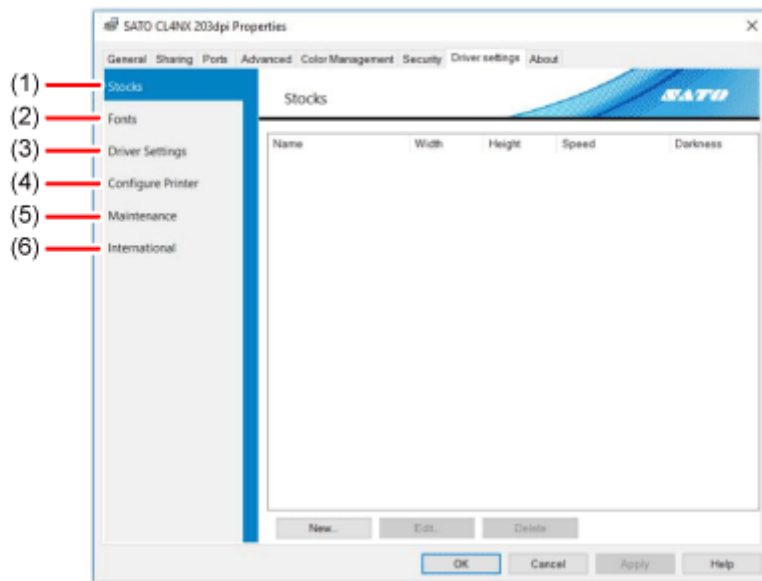 SATO CL4NX 203dpi Properties
General Sharing Ports Advanced Color Management Security Driver settings About
(1) Stocks
Stocks
SATO
(2) Fonts
Name Width Height Speed Darkness
(3) Driver Settings
(4) Configure Printer
(5) Maintenance
(6) International
New... Edit... Delete
OK Cancel Apply Help